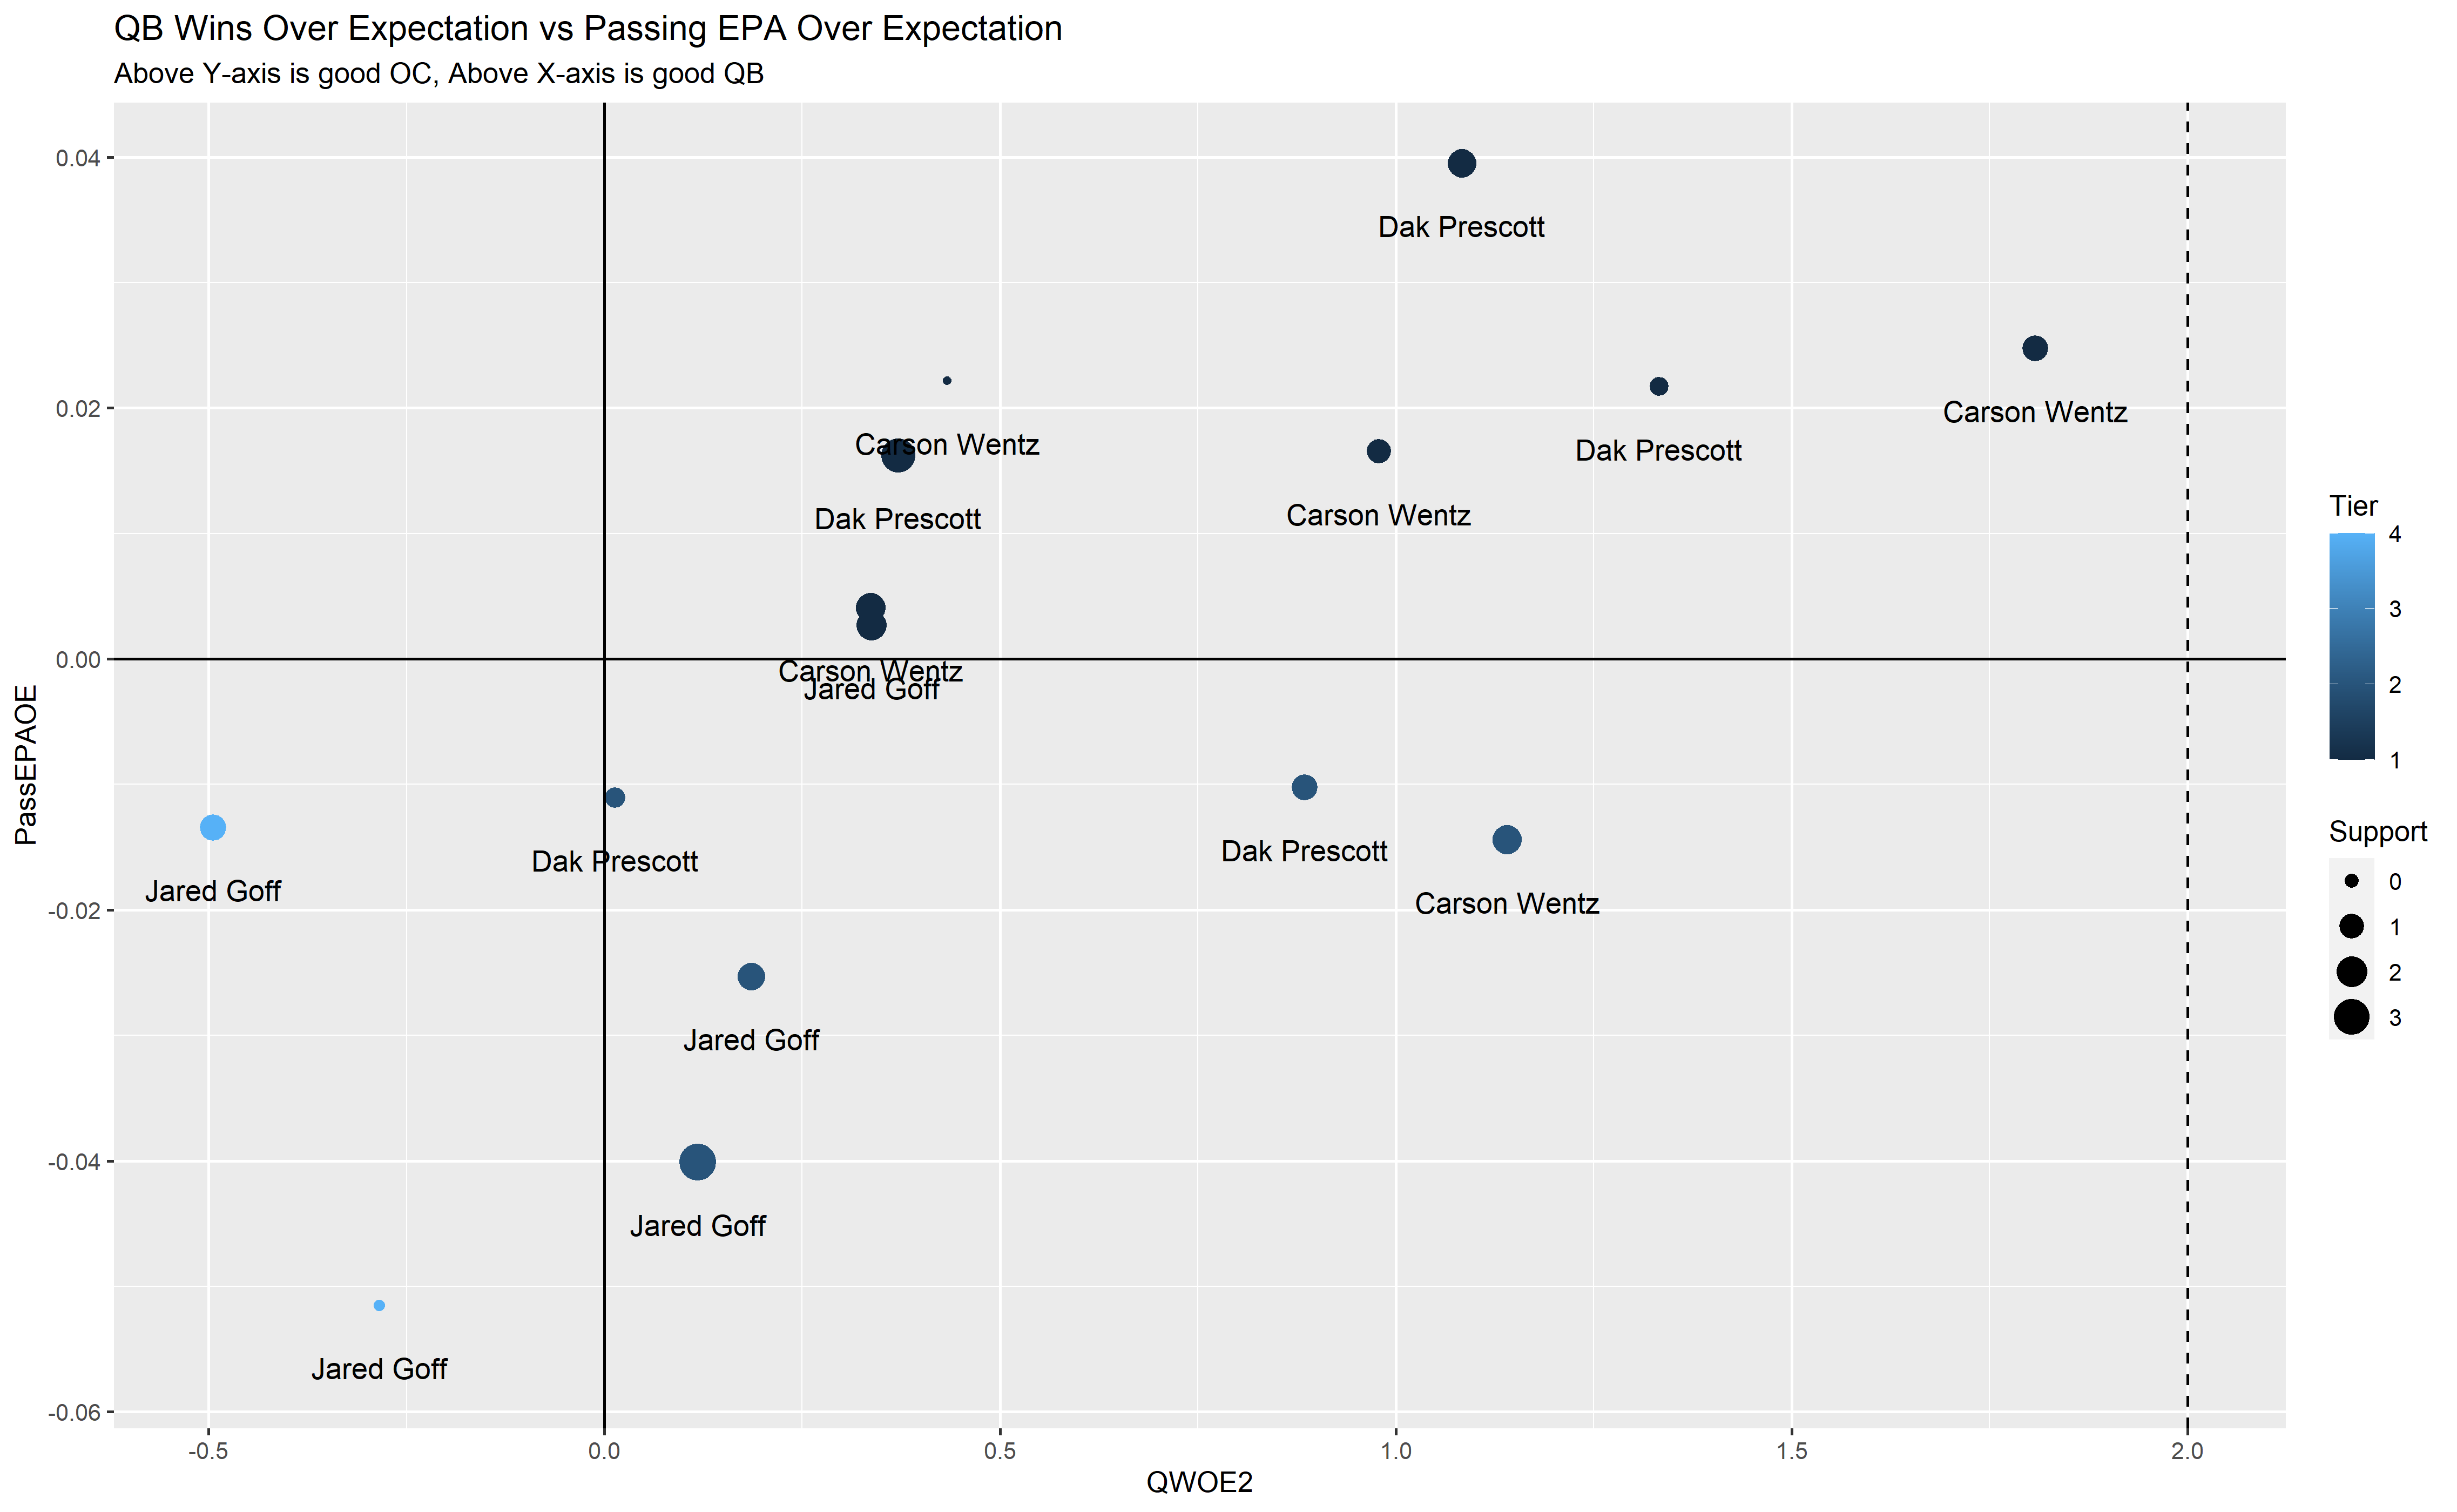 QB Wins Over Expectation vs Passing EPA Over Expectation
Above Y-axis is good OC, Above X-axis is good QB
0.04
Dak Prescott
0.02
Carson Wentz
Carson Wentz
Dak Prescott
Carson Wentz
Dak Prescott
0.00
Carson Wentz
Jared Goff
Dak Prescott
Dak Prescott
Jared Goff
Carson Wentz
-0.02
Jared Goff
-0.04
Jared Goff
Jared Goff
-0.06
-0.5
0.0
0.5
1.0
1.5
2.0
QWOE2
PassEPAOE
Tier
4
3
2
1
Support
0
1
2
3